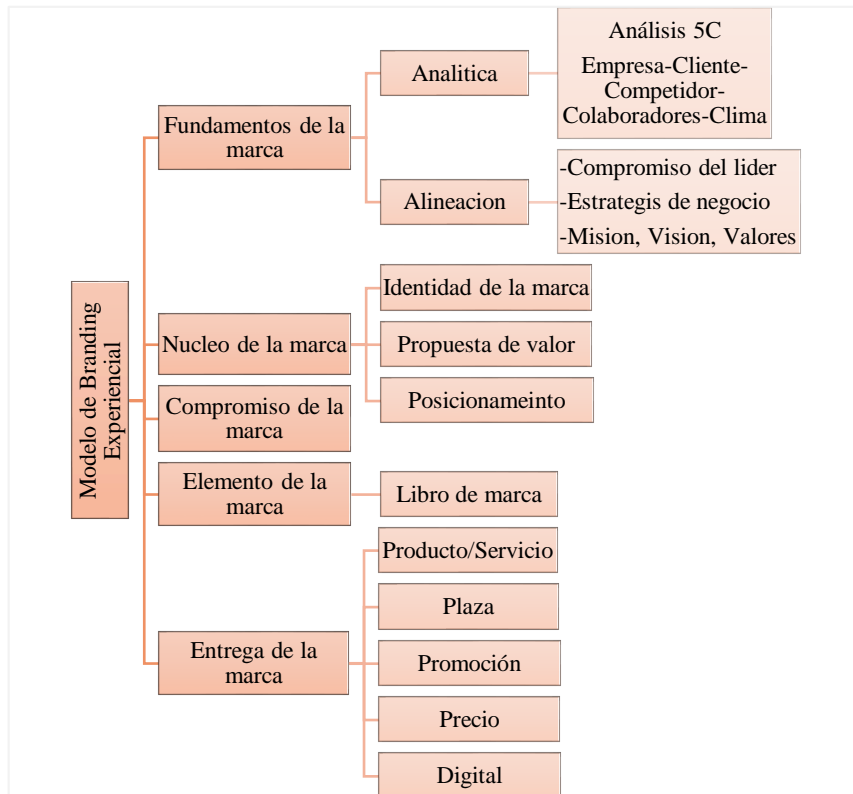 Modelo de Branding
Experiencial
Fundamentos de la
marca
Analitica
Análisis 5C
Empresa-Cliente-
Competidor-
Colaboradores-Clima
Alineacion
-Compromiso del lider
-Estrategis de negocio
-Mision, Vision, Valores
Nucleo de la marca
Identidad de la marca
Propuesta de valor
Posicionameinto
Compromiso de la
marca
Elemento de la
marca
Libro de marca
Entrega de la
marca
Producto/Servicio
Plaza
Promoción
Precio
Digital